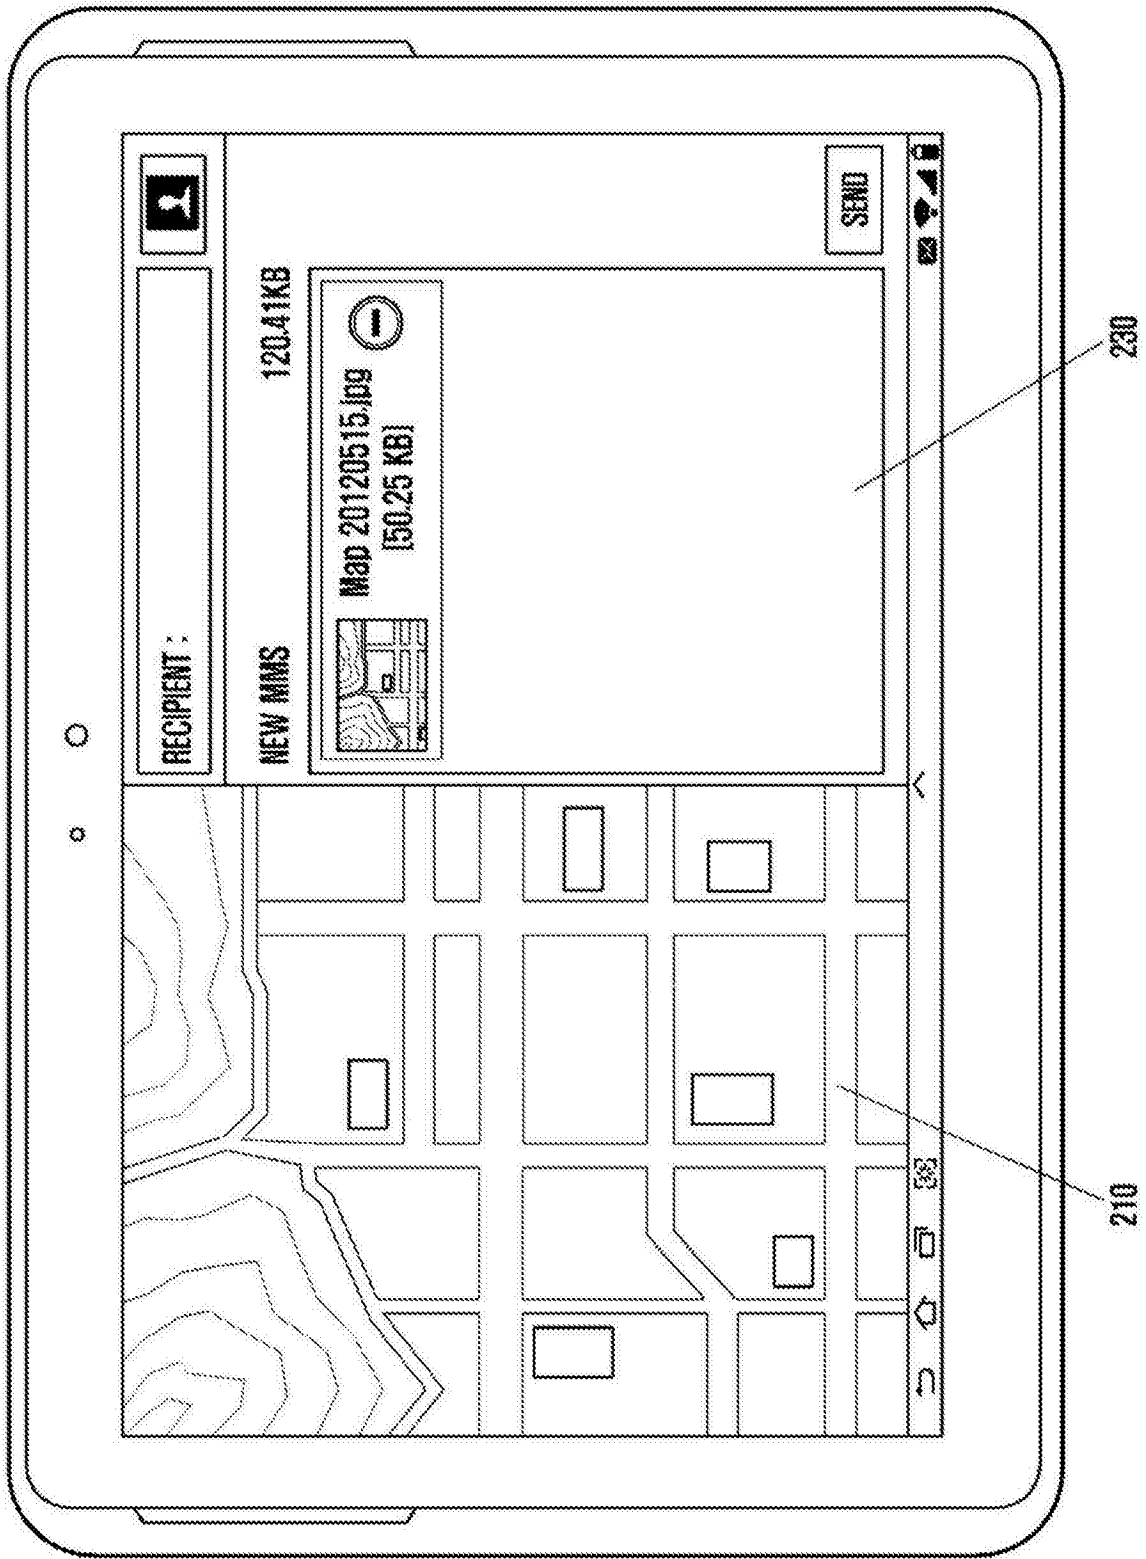 RECIPIENT :
NEW MMS 120.41KB
Map 20120515.jpg
[50.25 KB]
SEND
210
230